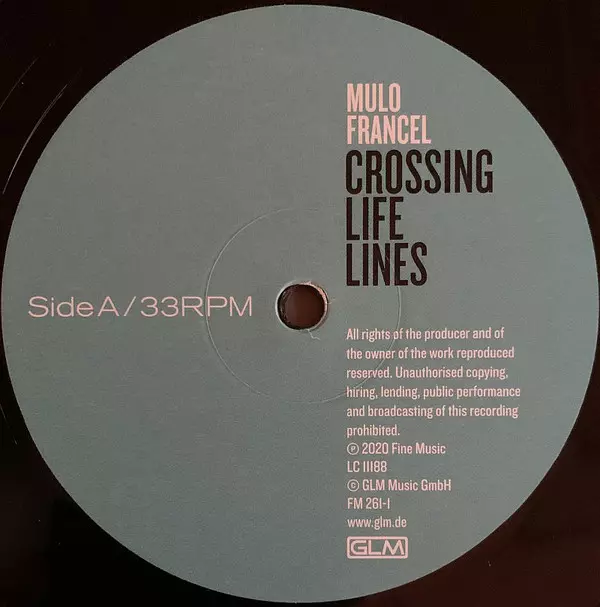 MULO
FRANCEL
CROSSING
LIFE
LINES
Side A / 33RPM
All rights of the producer and of
the owner of the work reproduced
reserved. Unauthorised copying,
hiring, lending, public performance
and broadcasting of this recording
prohibited.
℗ 2020 Fine Music
LC 11188
© GLM Music GmbH
FM 261-1
www.glm.de
GLM